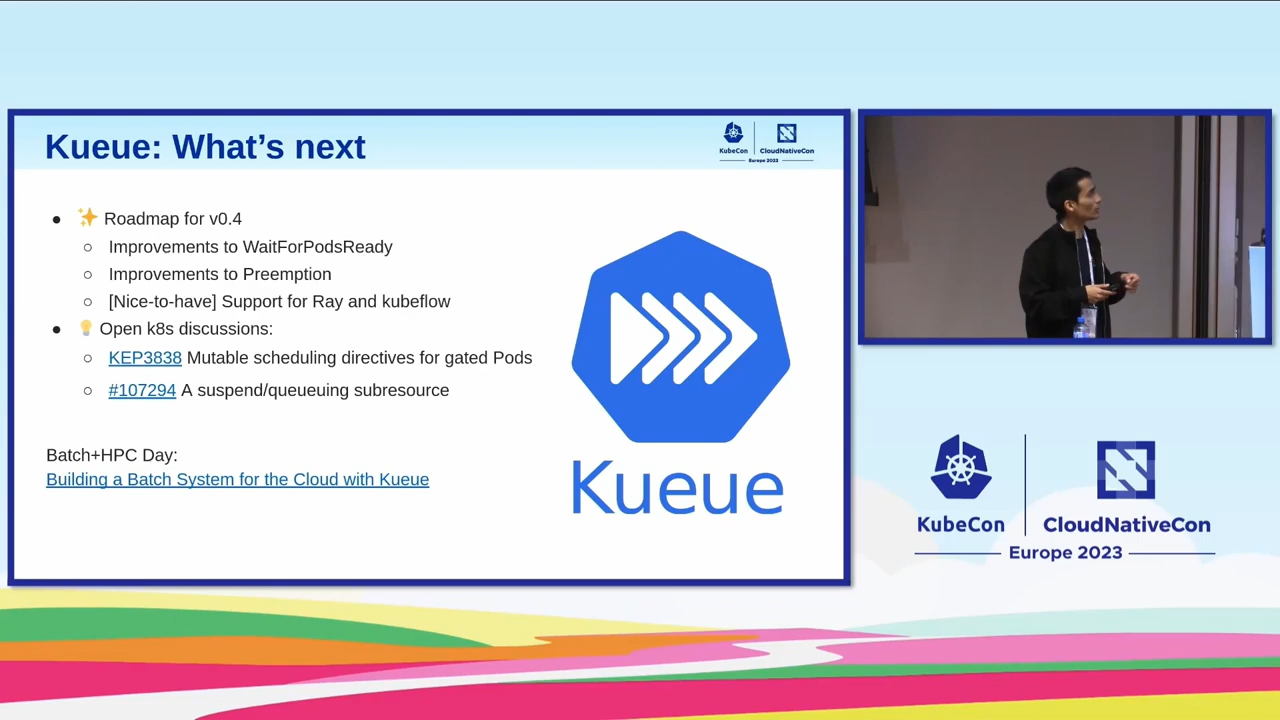 Kueue: What's next
KubeCon
CloudNativeCon
Europe 2023
● ✨ Roadmap for v0.4
○ Improvements to WaitForPodsReady
○ Improvements to Preemption
○ [Nice-to-have] Support for Ray and kubeflow
● 💡 Open k8s discussions:
○ KEP3838 Mutable scheduling directives for gated Pods
○ #107294 A suspend/queueuing subresource
Batch+HPC Day:
Building a Batch System for the Cloud with Kueue
Kueue
KubeCon
CloudNativeCon
Europe 2023